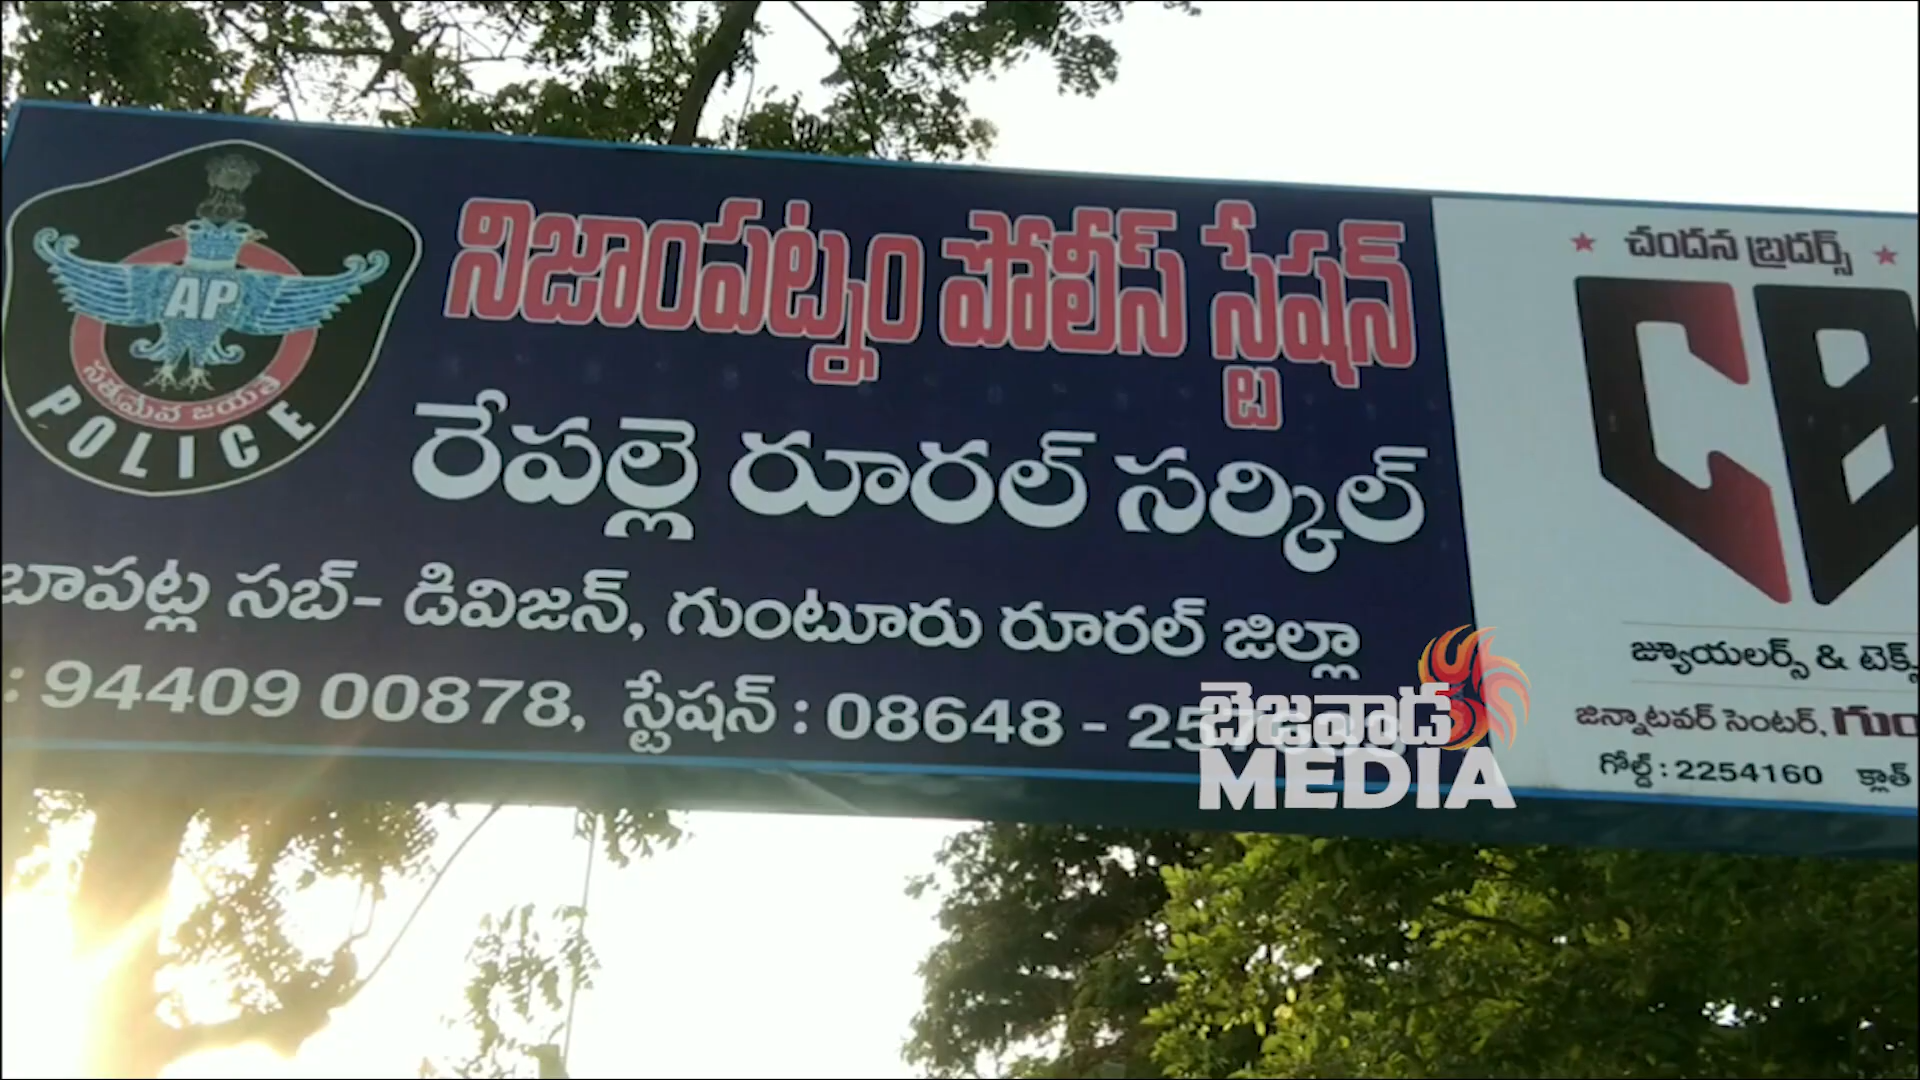 నిజాంపట్నం పోలీస్ స్టేషన్
రేపల్లె రూరల్ సర్కిల్
బాపట్ల సబ్- డివిజన్, గుంటూరు రూరల్ జిల్లా
: 94409 00878, స్టేషన్ : 08648 -
AP
సత్యమేవ జయతే
POLICE
చందన బ్రదర్స్
CB
జ్యూయలర్స్ &
జిన్నాటవర్ సెంటర్,
గోల్డ్ : 2254160 క్లాత్
బెజవాడ
MEDIA